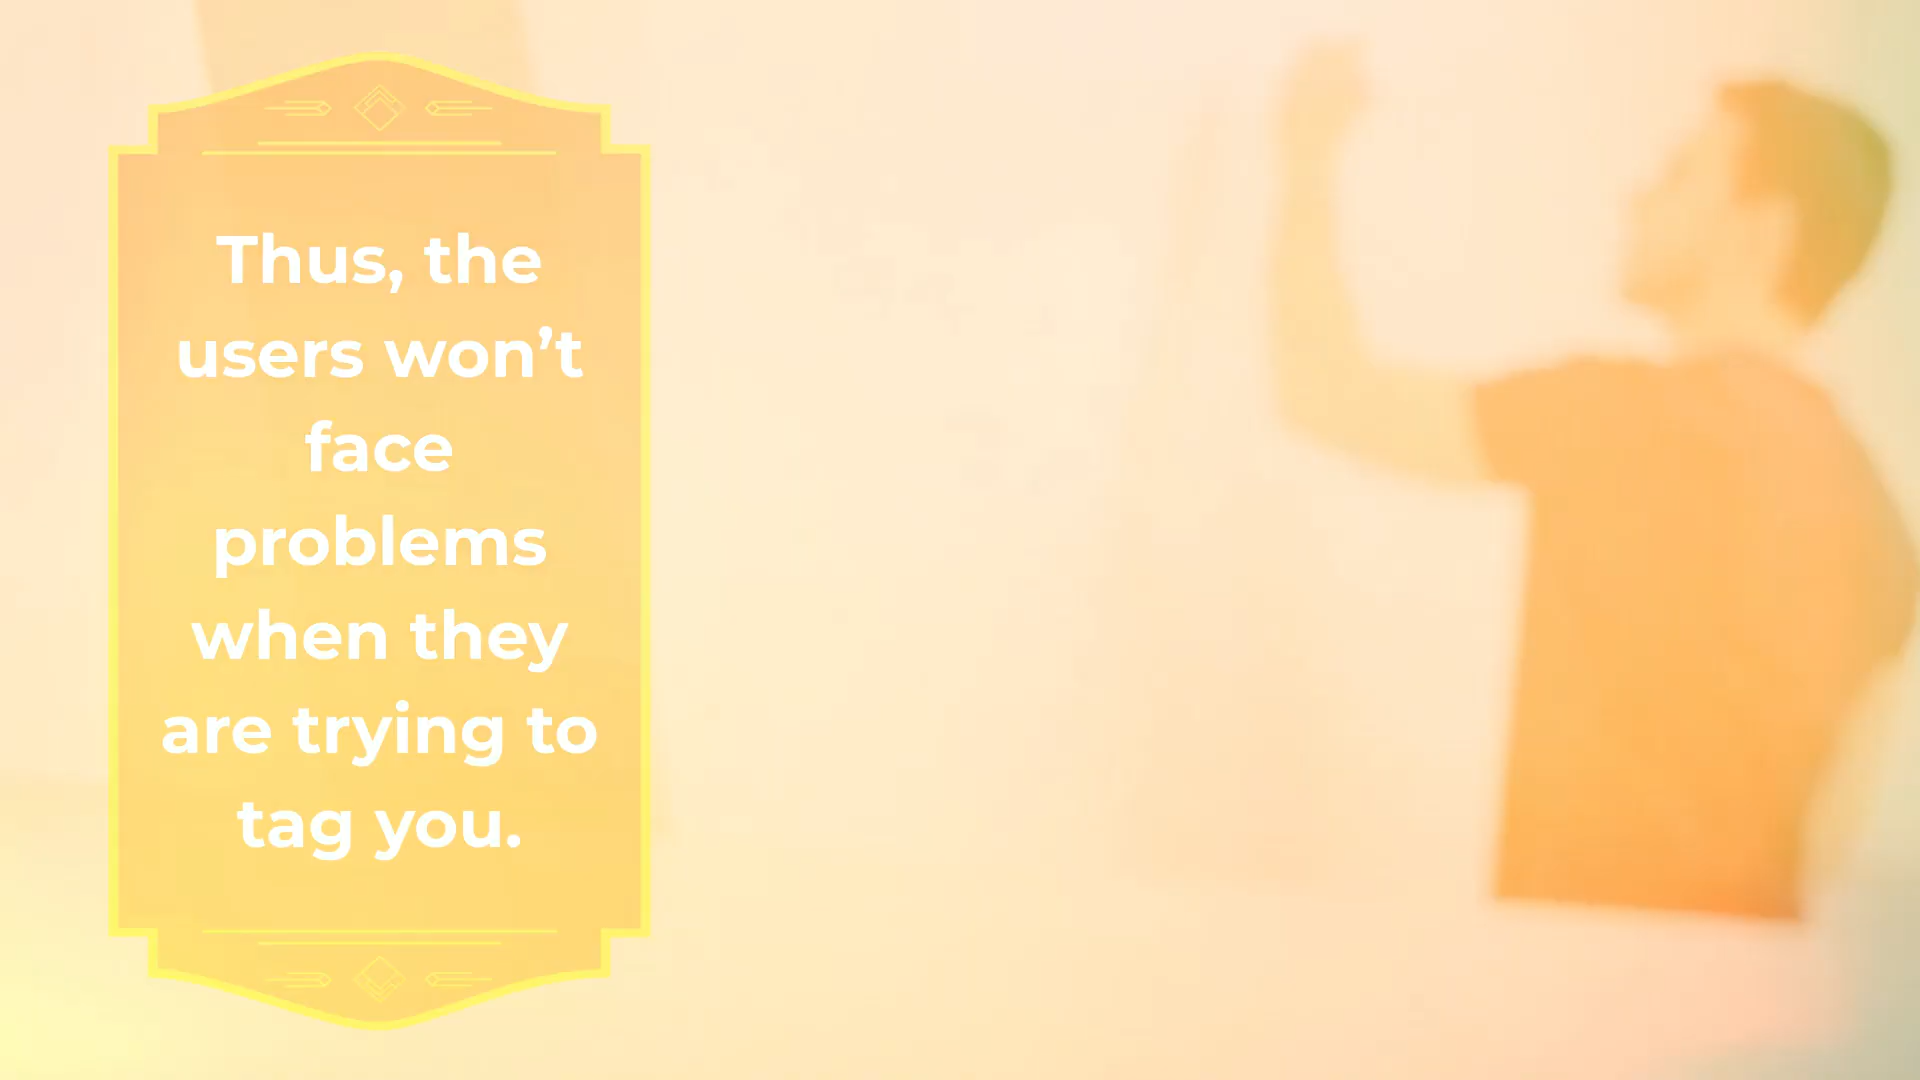 Thus, the
users won’t
face
problems
when they
are trying to
tag you.